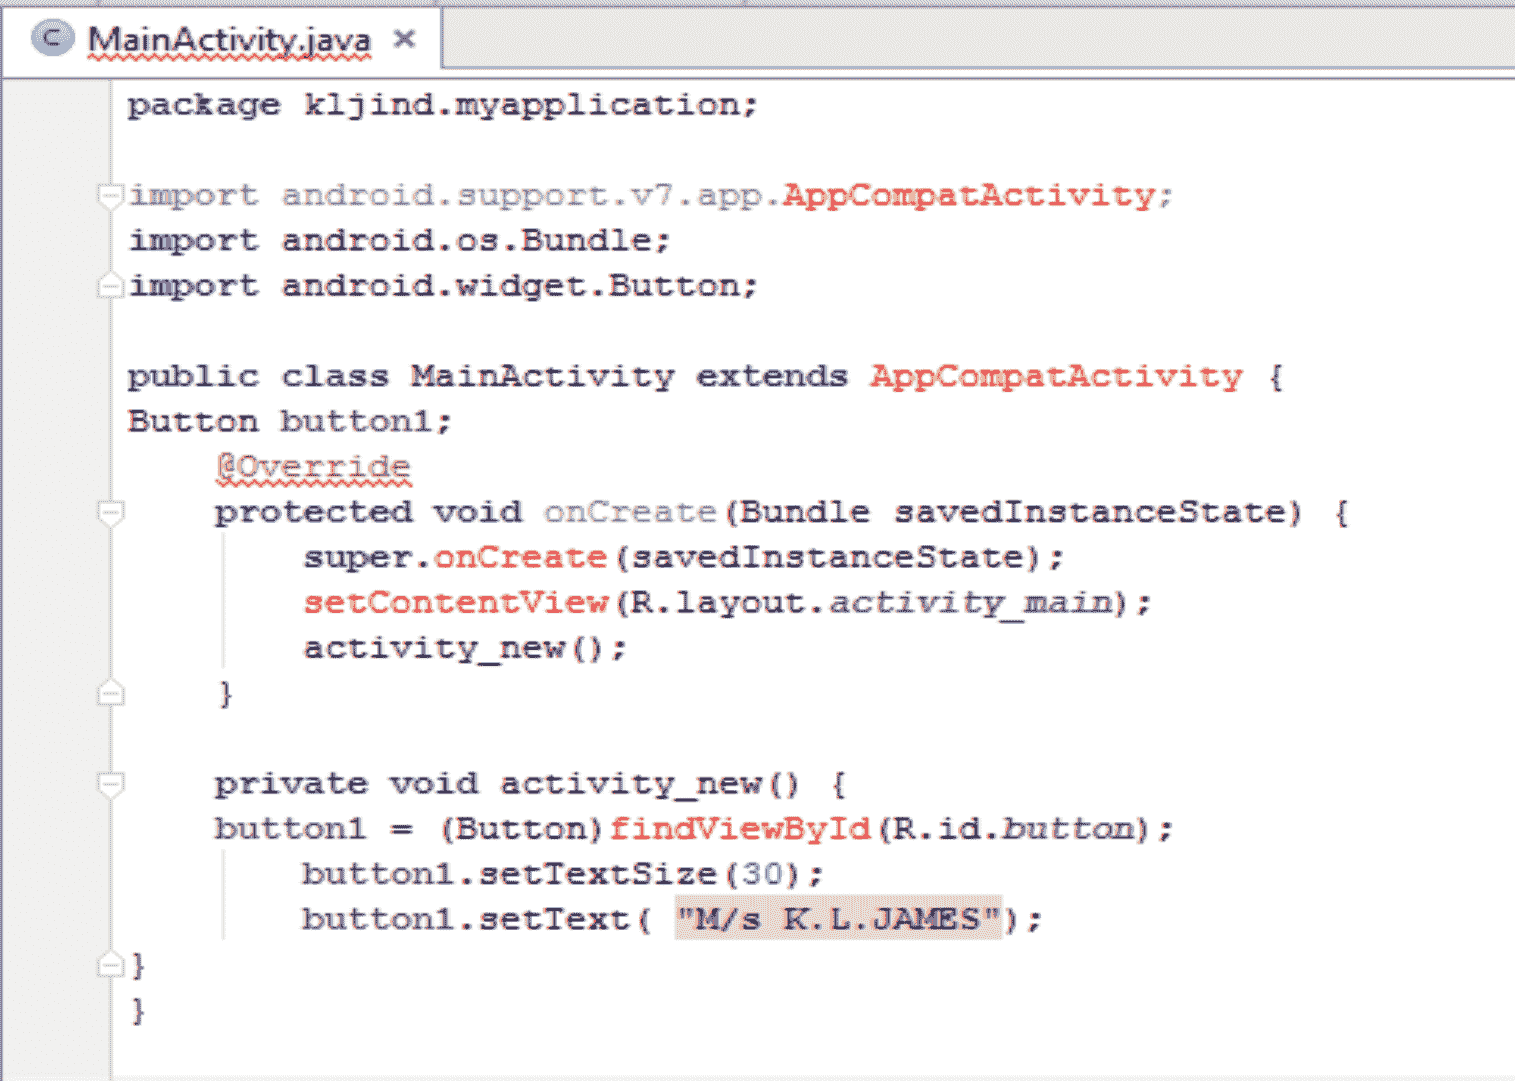 C MainActivity.java ×
package kljind.myapplication;
import android.support.v7.app.AppCompatActivity;
import android.os.Bundle;
import android.widget.Button;
public class MainActivity extends AppCompatActivity {
Button button1;
@Override
protected void onCreate(Bundle savedInstanceState) {
super.onCreate(savedInstanceState);
setContentView(R.layout.activity_main);
activity_new();
}
private void activity_new() {
button1 = (Button)findViewById(R.id.button);
button1.setTextSize(30);
button1.setText( "M/s K.L.JAMES");
}
}